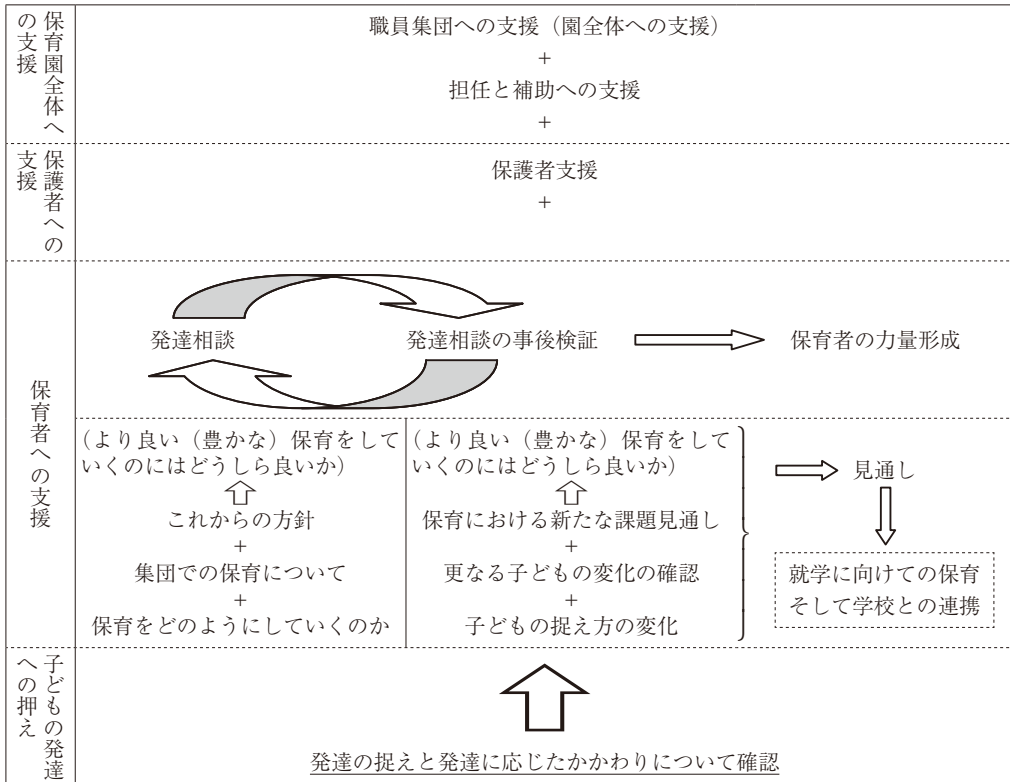 保育園全体へ
の支援
職員集団への支援（園全体への支援）
+
担任と補助への支援
+
保護者への
支援
保護者支援
+
保育者への支援
発達相談
発達相談の事後検証
保育者の力量形成
（より良い（豊かな）保育をして
いくのにはどうしら良いか）
これからの方針
+
集団での保育について
+
保育をどのようにしていくのか
（より良い（豊かな）保育をして
いくのにはどうしら良いか）
保育における新たな課題見通し
+
更なる子どもの変化の確認
+
子どもの捉え方の変化
見通し
就学に向けての保育
そして学校との連携
子どもの発達
への押え
発達の捉えと発達に応じたかかわりについて確認